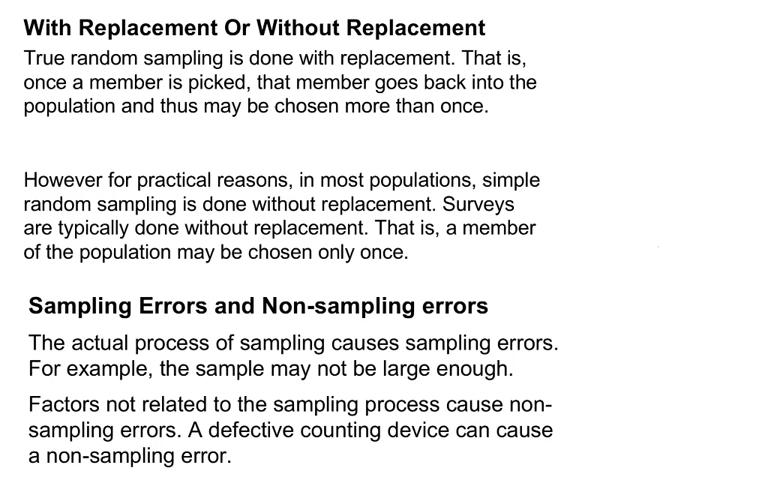 With Replacement Or Without Replacement
True random sampling is done with replacement. That is,
once a member is picked, that member goes back into the
population and thus may be chosen more than once.
However for practical reasons, in most populations, simple
random sampling is done without replacement. Surveys
are typically done without replacement. That is, a member
of the population may be chosen only once.
Sampling Errors and Non-sampling errors
The actual process of sampling causes sampling errors.
For example, the sample may not be large enough.
Factors not related to the sampling process cause non-
sampling errors. A defective counting device can cause
a non-sampling error.